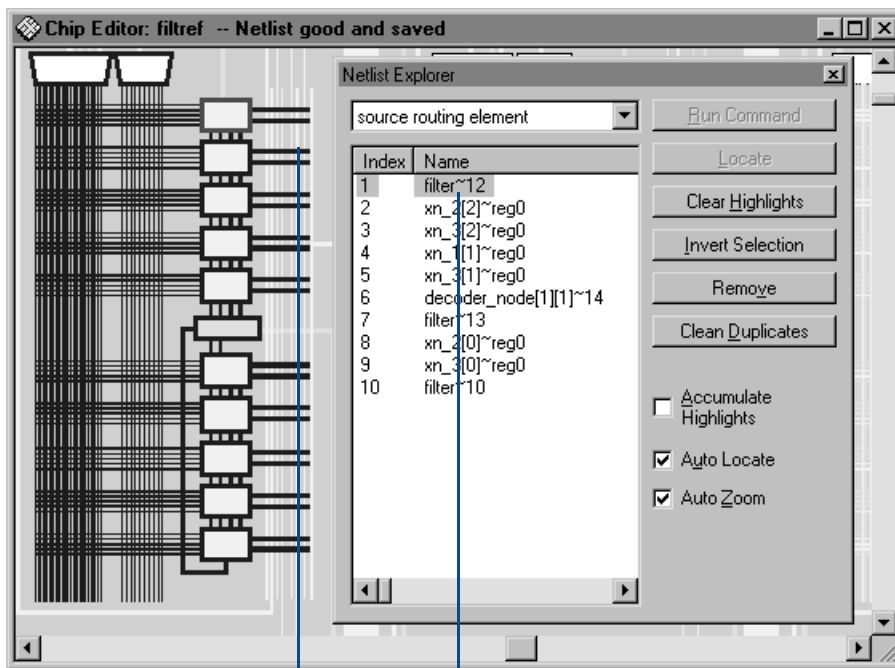 Chip Editor: filtref -- Netlist good and saved
Netlist Explorer
source routing element
Run Command
Locate
Clear Highlights
Invert Selection
Remove
Clean Duplicates
Accumulate
Highlights
Auto Locate
Auto Zoom
Index Name
1 filter~12
2 xn_2[2]~reg0
3 xn_3[2]~reg0
4 xn_1[1]~reg0
5 xn_3[1]~reg0
6 decoder_node[1][1]~14
7 filter~13
8 xn_2[0]~reg0
9 xn_3[0]~reg0
10 filter~10